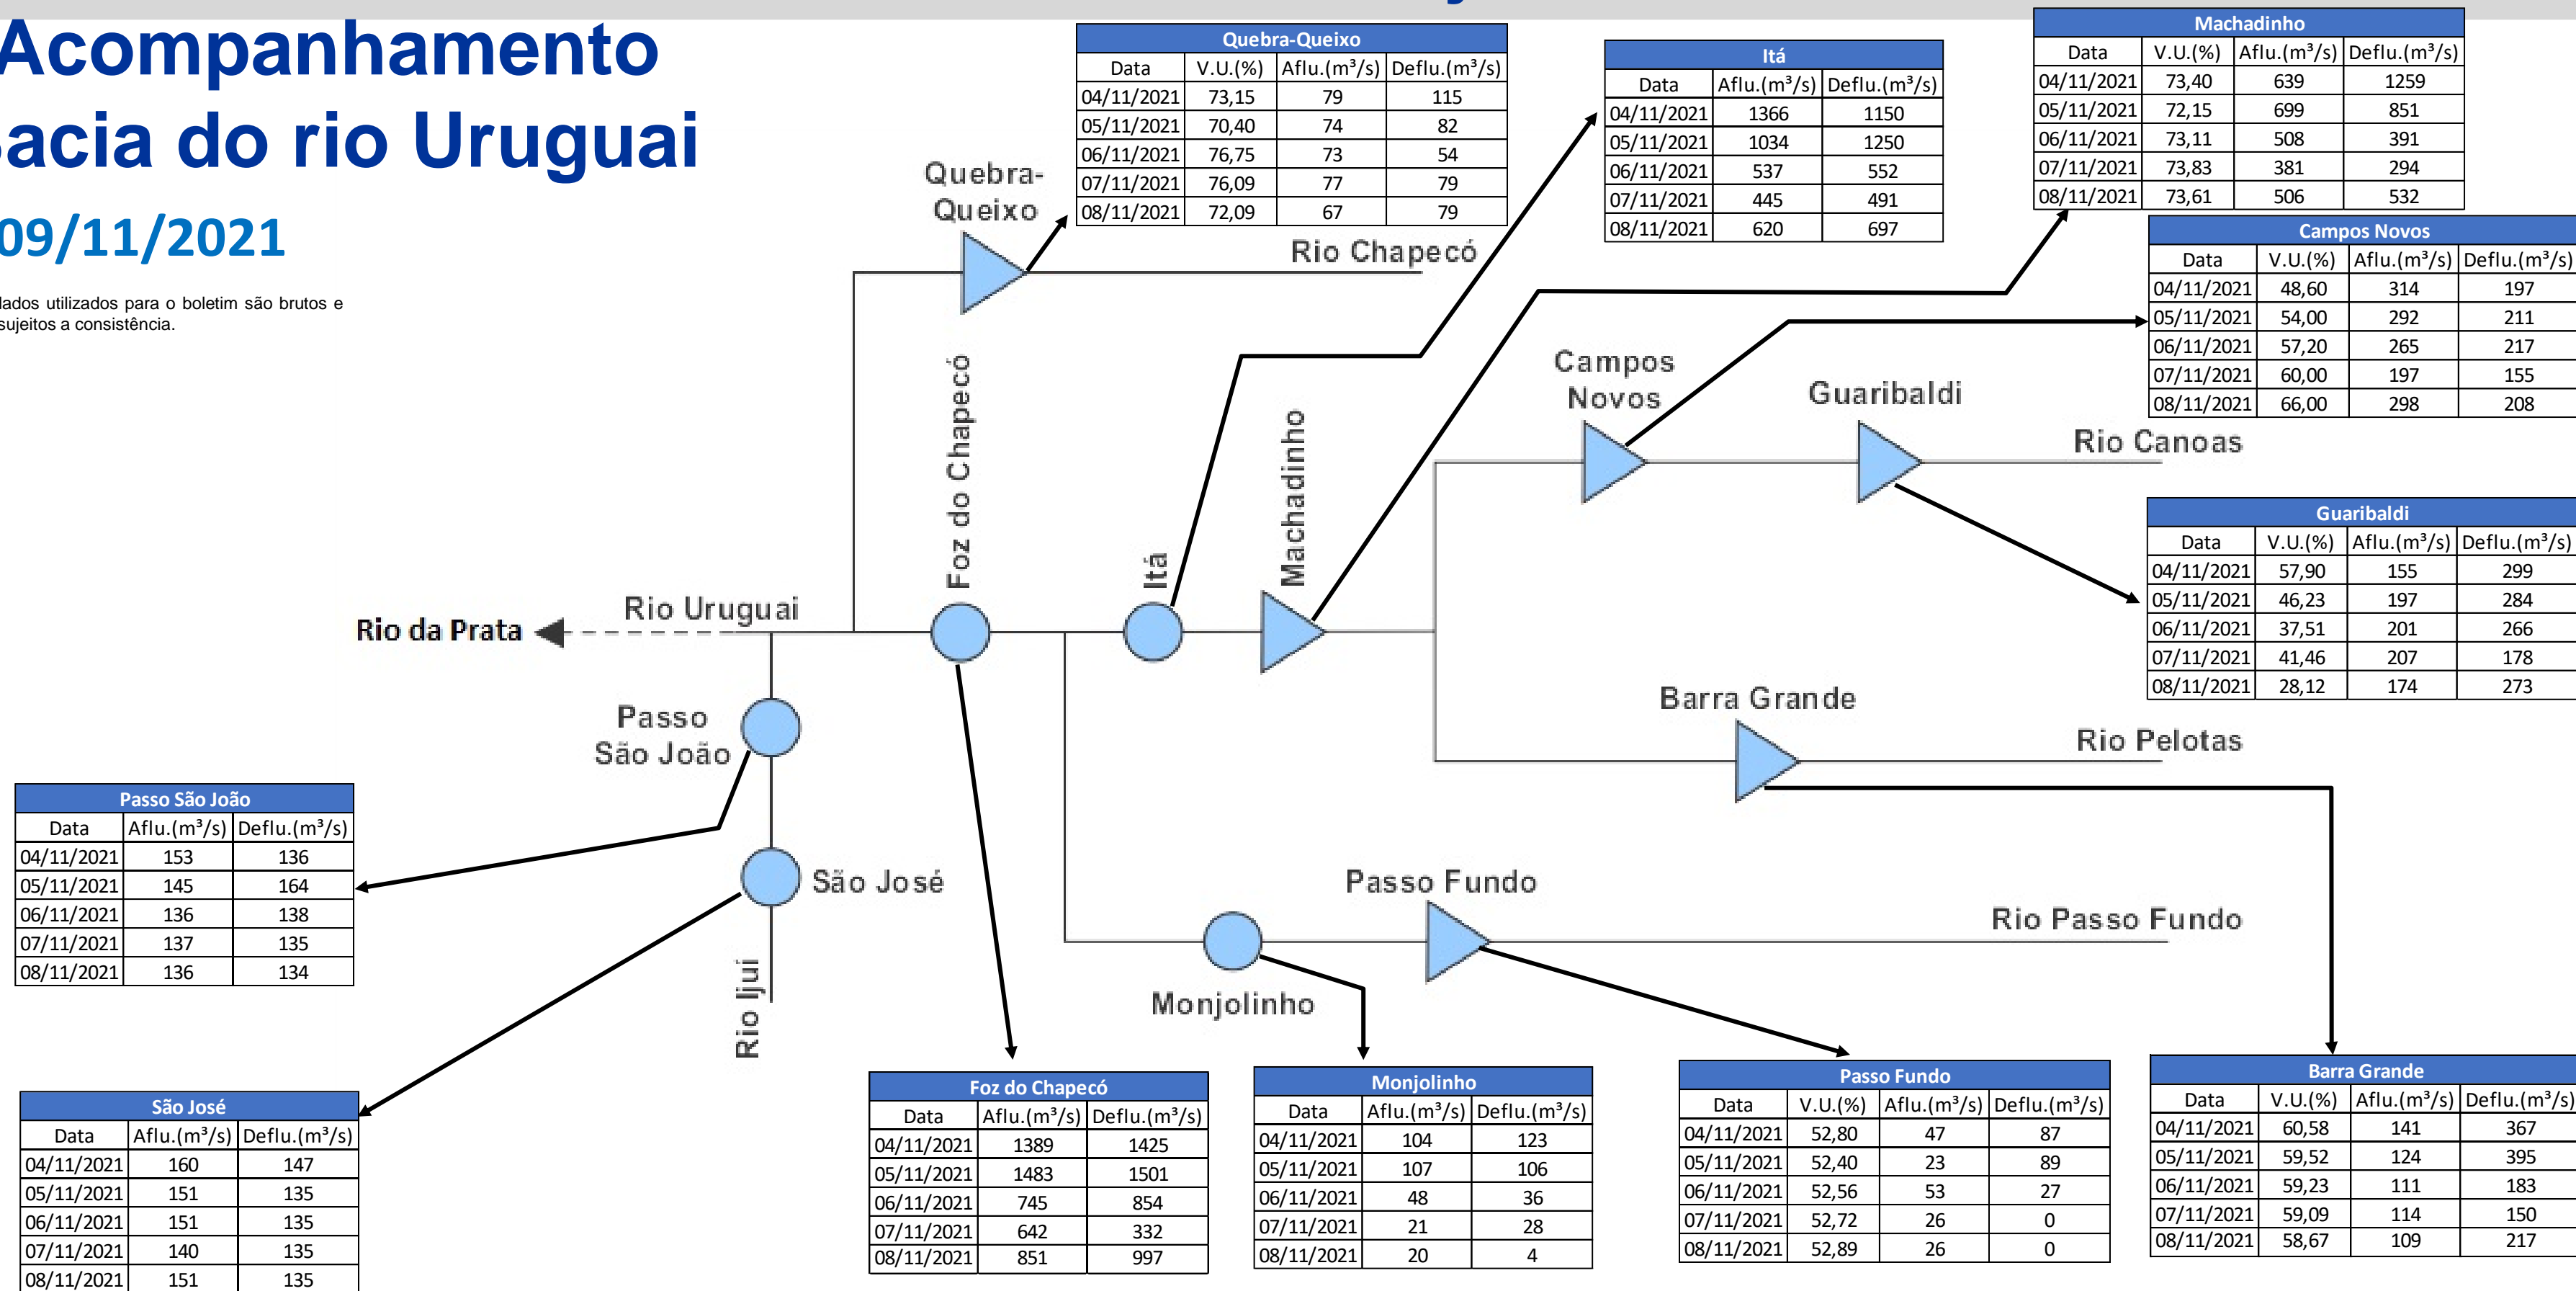 Acompanhamento
acia do rio Uruguai
09/11/2021
dados utilizados para o boletim são brutos e
sujeitos a consistência.
Quebra-Queixo
Data V.U.(%) Aflu.(m³/s) Deflu.(m³/s)
04/11/2021 73,15 79 115
05/11/2021 70,40 74 82
06/11/2021 76,75 73 54
07/11/2021 76,09 77 79
08/11/2021 72,09 67 79
Itá
Data Aflu.(m³/s) Deflu.(m³/s)
04/11/2021 1366 1150
05/11/2021 1034 1250
06/11/2021 537 552
07/11/2021 445 491
08/11/2021 620 697
Machadinho
Data V.U.(%) Aflu.(m³/s) Deflu.(m³/s)
04/11/2021 73,40 639 1259
05/11/2021 72,15 699 851
06/11/2021 73,11 508 391
07/11/2021 73,83 381 294
08/11/2021 73,61 506 532
Campos Novos
Data V.U.(%) Aflu.(m³/s) Deflu.(m³/s)
04/11/2021 48,60 314 197
05/11/2021 54,00 292 211
06/11/2021 57,20 265 217
07/11/2021 60,00 197 155
08/11/2021 66,00 298 208
Quebra-
Queixo
Rio Chapecó
Foz do Chapecó
Itá
Machadinho
Campos
Novos
Guaribaldi
Rio Canoas
Guaribaldi
Data V.U.(%) Aflu.(m³/s) Deflu.(m³/s)
04/11/2021 57,90 155 299
05/11/2021 46,23 197 284
06/11/2021 37,51 201 266
07/11/2021 41,46 207 178
08/11/2021 28,12 174 273
Rio da Prata
Rio Uruguai
Passo
São João
Barra Grande
Rio Pelotas
São José
Rio Ijuí
Passo Fundo
Rio Passo Fundo
Monjolinho
Passo São João
Data Aflu.(m³/s) Deflu.(m³/s)
04/11/2021 153 136
05/11/2021 145 164
06/11/2021 136 138
07/11/2021 137 135
08/11/2021 136 134
São José
Data Aflu.(m³/s) Deflu.(m³/s)
04/11/2021 160 147
05/11/2021 151 135
06/11/2021 151 135
07/11/2021 140 135
08/11/2021 151 135
Foz do Chapecó
Data Aflu.(m³/s) Deflu.(m³/s)
04/11/2021 1389 1425
05/11/2021 1483 1501
06/11/2021 745 854
07/11/2021 642 332
08/11/2021 851 997
Monjolinho
Data Aflu.(m³/s) Deflu.(m³/s)
04/11/2021 104 123
05/11/2021 107 106
06/11/2021 48 36
07/11/2021 21 28
08/11/2021 20 4
Passo Fundo
Data V.U.(%) Aflu.(m³/s) Deflu.(m³/s)
04/11/2021 52,80 47 87
05/11/2021 52,40 23 89
06/11/2021 52,56 53 27
07/11/2021 52,72 26 0
08/11/2021 52,89 26 0
Barra Grande
Data V.U.(%) Aflu.(m³/s) Deflu.(m³/s)
04/11/2021 60,58 141 367
05/11/2021 59,52 124 395
06/11/2021 59,23 111 183
07/11/2021 59,09 114 150
08/11/2021 58,67 109 217